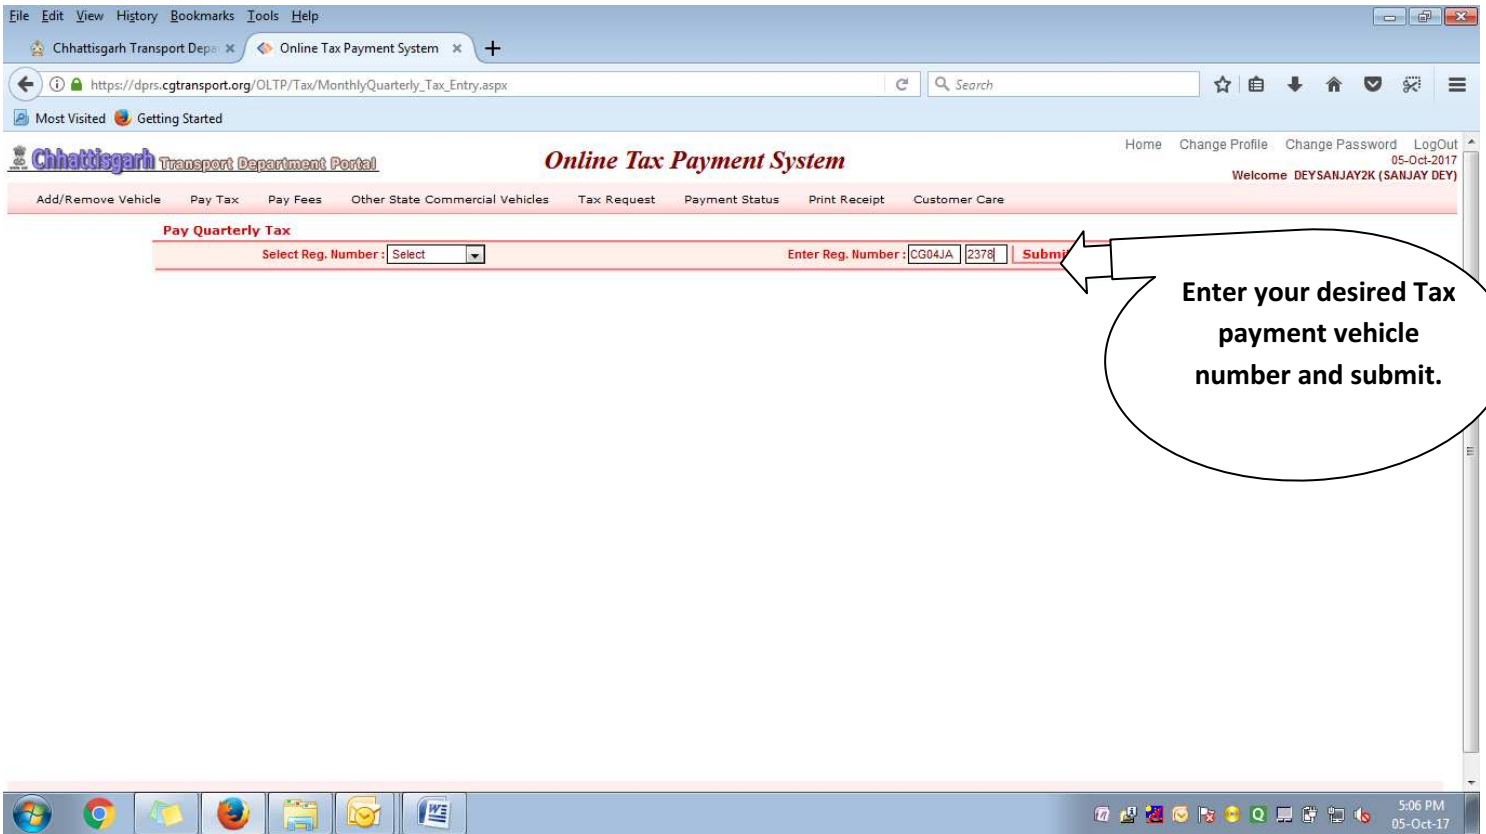 File Edit View History Bookmarks Tools Help
Chhattisgarh Transport Depa
Online Tax Payment System
https://dprs.cgtransport.org/OLTP/Tax/MonthlyQuarterly_Tax_Entry.aspx
Search
Most Visited Getting Started
Chhattisgarh Transport Department Portal
Online Tax Payment System
Home Change Profile Change Password LogOut
05-Oct-2017
Welcome DEYSANJAY2K (SANJAY DEY)
Add/Remove Vehicle Pay Tax Pay Fees Other State Commercial Vehicles Tax Request Payment Status Print Receipt Customer Care
Pay Quarterly Tax
Select Reg. Number : Select Enter Reg. Number : CG04JA 2378 Submi
Enter your desired Tax
payment vehicle
number and submit.
5:06 PM
05-Oct-17